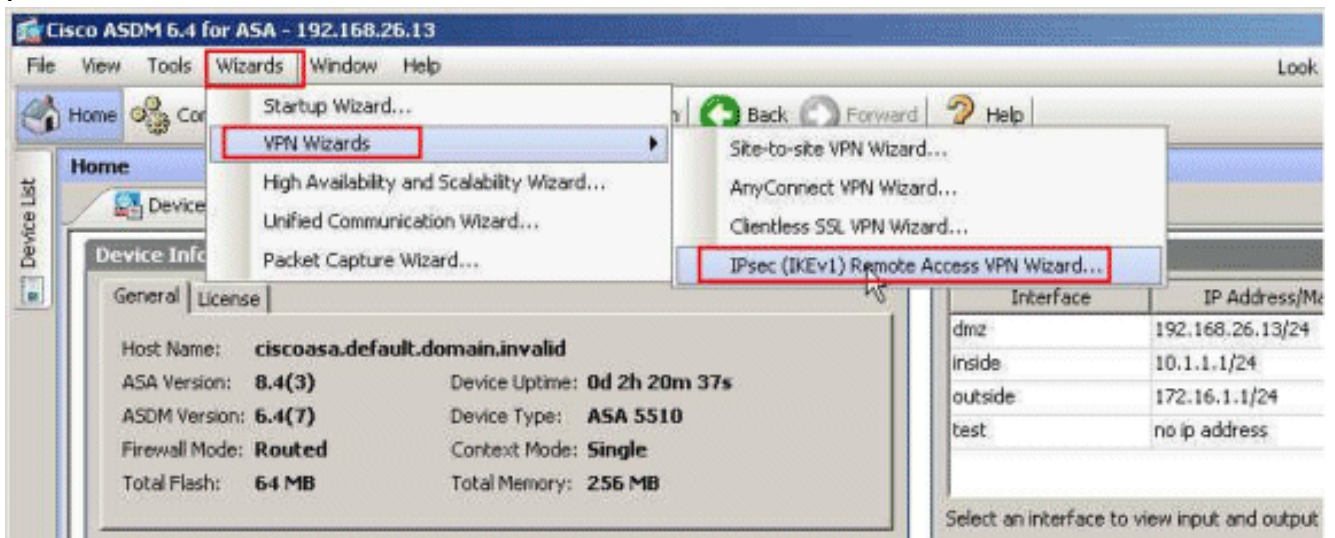 Cisco ASDM 6.4 for ASA - 192.168.26.13
File View Tools Wizards Window Help Look
Home Back Forward Help
Startup Wizard...
VPN Wizards
High Availability and Scalability Wizard...
Unified Communication Wizard...
Packet Capture Wizard...
Site-to-site VPN Wizard...
AnyConnect VPN Wizard...
Clientless SSL VPN Wizard...
IPsec (IKEv1) Remote Access VPN Wizard...
Device List
Home
Device
Device Info
General License
Host Name: ciscoasa.default.domain.invalid
ASA Version: 8.4(3) Device Uptime: 0d 2h 20m 37s
ASDM Version: 6.4(7) Device Type: ASA 5510
Firewall Mode: Routed Context Mode: Single
Total Flash: 64 MB Total Memory: 256 MB
Interface IP Address/Ma
dmz 192.168.26.13/24
inside 10.1.1.1/24
outside 172.16.1.1/24
test no ip address
Select an interface to view input and output